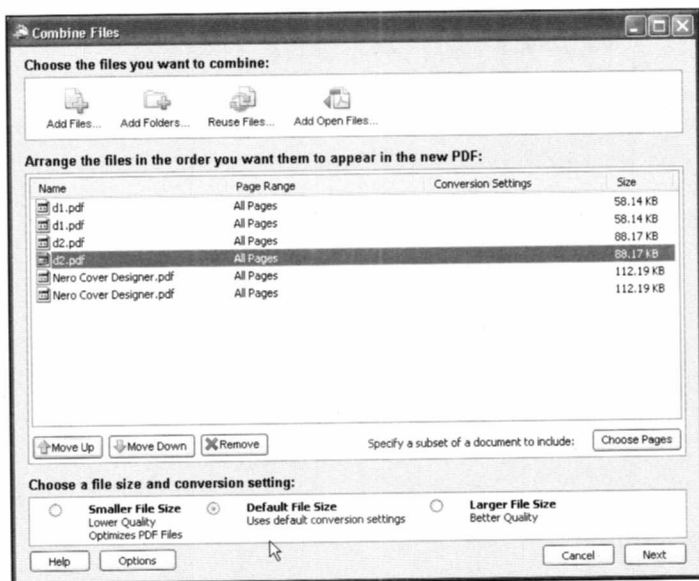 Combine Files
Choose the files you want to combine:
Add Files... Add Folders... Reuse Files... Add Open Files...
Arrange the files in the order you want them to appear in the new PDF:
Name Page Range Conversion Settings Size
d1.pdf All Pages 58.14 KB
d1.pdf All Pages 58.14 KB
d2.pdf All Pages 88.17 KB
d2.pdf All Pages 88.17 KB
Nero Cover Designer.pdf All Pages 112.19 KB
Nero Cover Designer.pdf All Pages 112.19 KB
Move Up Move Down Remove Specify a subset of a document to include: Choose Pages
Choose a file size and conversion setting:
Smaller File Size Default File Size Larger File Size
Lower Quality Uses default conversion settings Better Quality
Optimizes PDF Files
Help Options Cancel Next